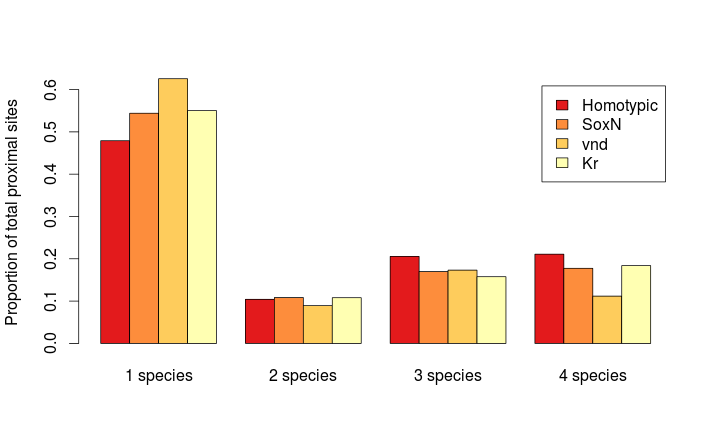 Proportion of total proximal sites
0.6
0.5
0.4
0.3
0.2
0.1
0.0
Homotypic
SoxN
vnd
Kr
1 species
2 species
3 species
4 species